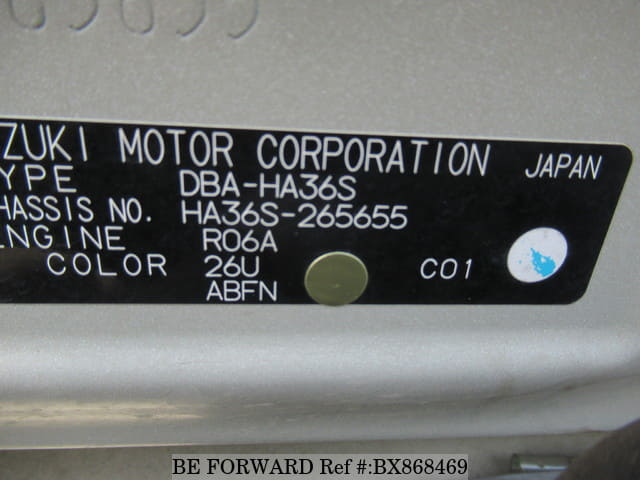 ZUKI MOTOR CORPORATION JAPAN
YPE DBA-HA36S
HASSIS NO. HA36S-265655
NGINE R06A
COLOR 26U C01
ABFN
BE FORWARD Ref #:BX868469